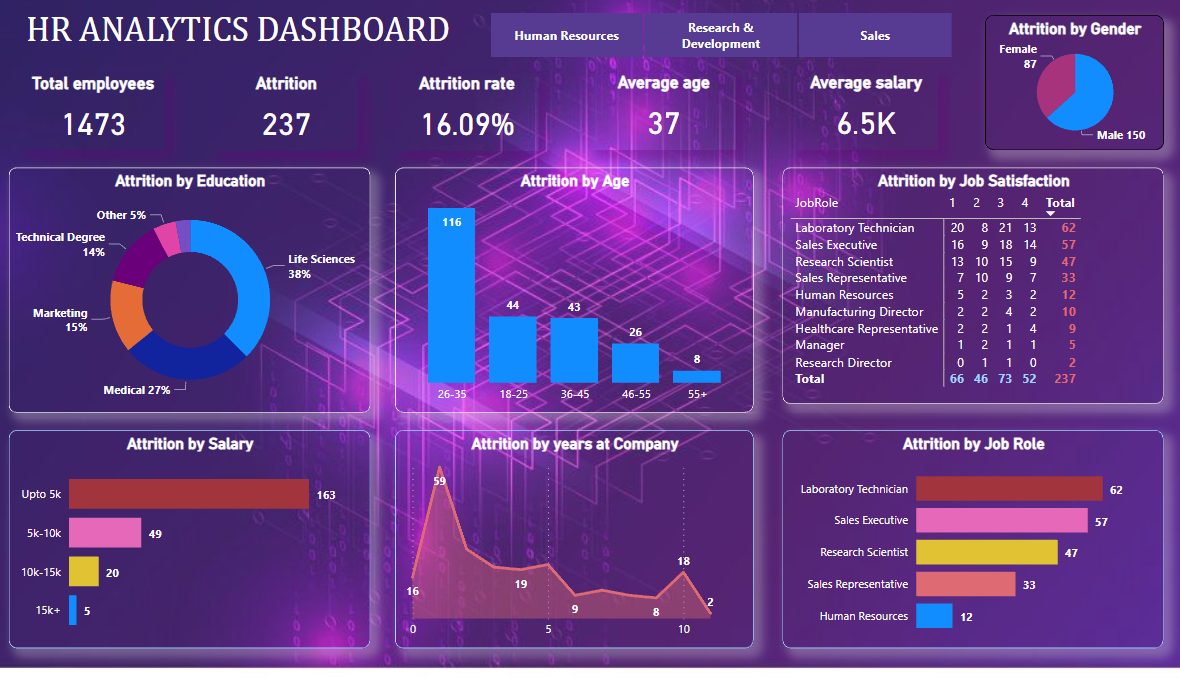 HR ANALYTICS DASHBOARD
Human Resources
Research &
Development
Sales
Total employees
1473
Attrition
237
Attrition rate
16.09%
Average age
37
Average salary
6.5K
Attrition by Gender
Female
87
Male 150
Attrition by Education
Other 5%
Technical Degree
14%
Life Sciences
38%
Marketing
15%
Medical 27%
Attrition by Age
116
44
43
26
8
26-35 18-25 36-45 46-55 55+
Attrition by Job Satisfaction
JobRole 1 2 3 4 Total
Laboratory Technician 20 8 21 13 62
Sales Executive 16 9 18 14 57
Research Scientist 13 10 15 9 47
Sales Representative 7 10 9 7 33
Human Resources 5 2 3 2 12
Manufacturing Director 2 2 4 2 10
Healthcare Representative 2 2 1 4 9
Manager 1 2 1 1 5
Research Director 0 1 1 0 2
Total 66 46 73 52 237
Attrition by Salary
Upto 5k 163
5k-10k 49
10k-15k 20
15k+ 5
Attrition by years at Company
59
16
19
9
8
18
2
0 5 10
Attrition by Job Role
Laboratory Technician 62
Sales Executive 57
Research Scientist 47
Sales Representative 33
Human Resources 12